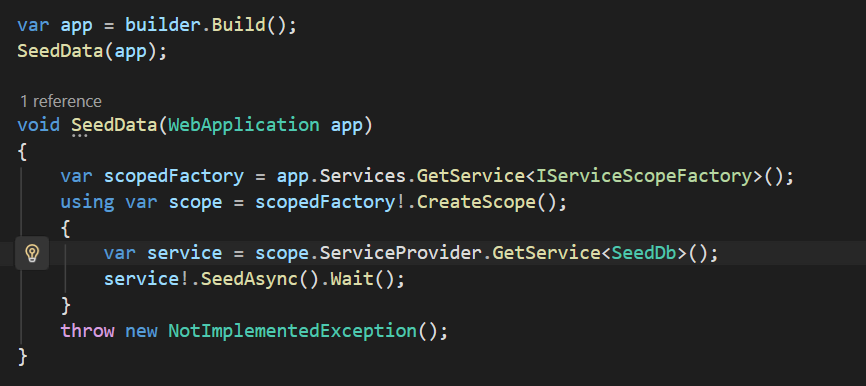 var app = builder.Build();
SeedData(app);
1 reference
void SeedData(WebApplication app)
{
var scopedFactory = app.Services.GetService<IServiceScopeFactory>();
using var scope = scopedFactory!.CreateScope();
{
var service = scope.ServiceProvider.GetService<SeedDb>();
service!.SeedAsync().Wait();
}
throw new NotImplementedException();
}